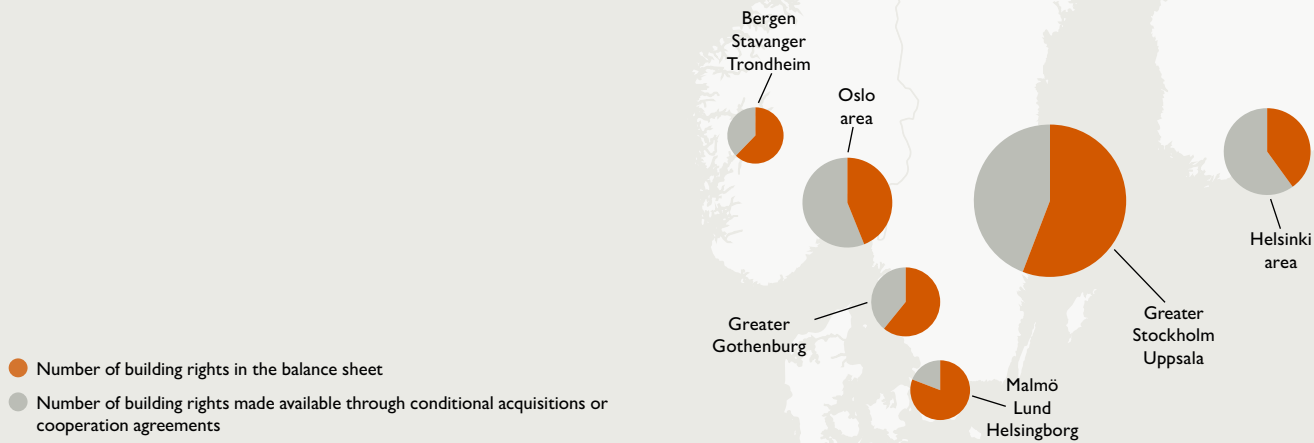 Bergen
Stavanger
Trondheim
Oslo
area
Helsinki
area
Greater
Stockholm
Uppsala
Greater
Gothenburg
Malmö
Lund
Helsingborg
Number of building rights in the balance sheet
Number of building rights made available through conditional acquisitions or
cooperation agreements